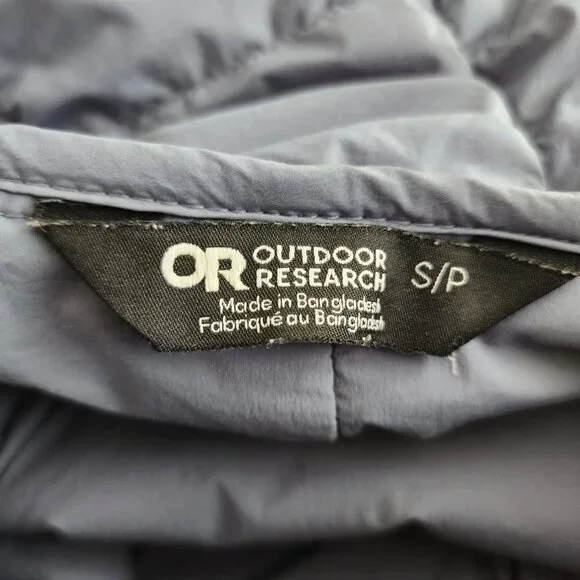 OR OUTDOOR RESEARCH S/P
Made in Bangladesh
Fabriqué au Bangladesh